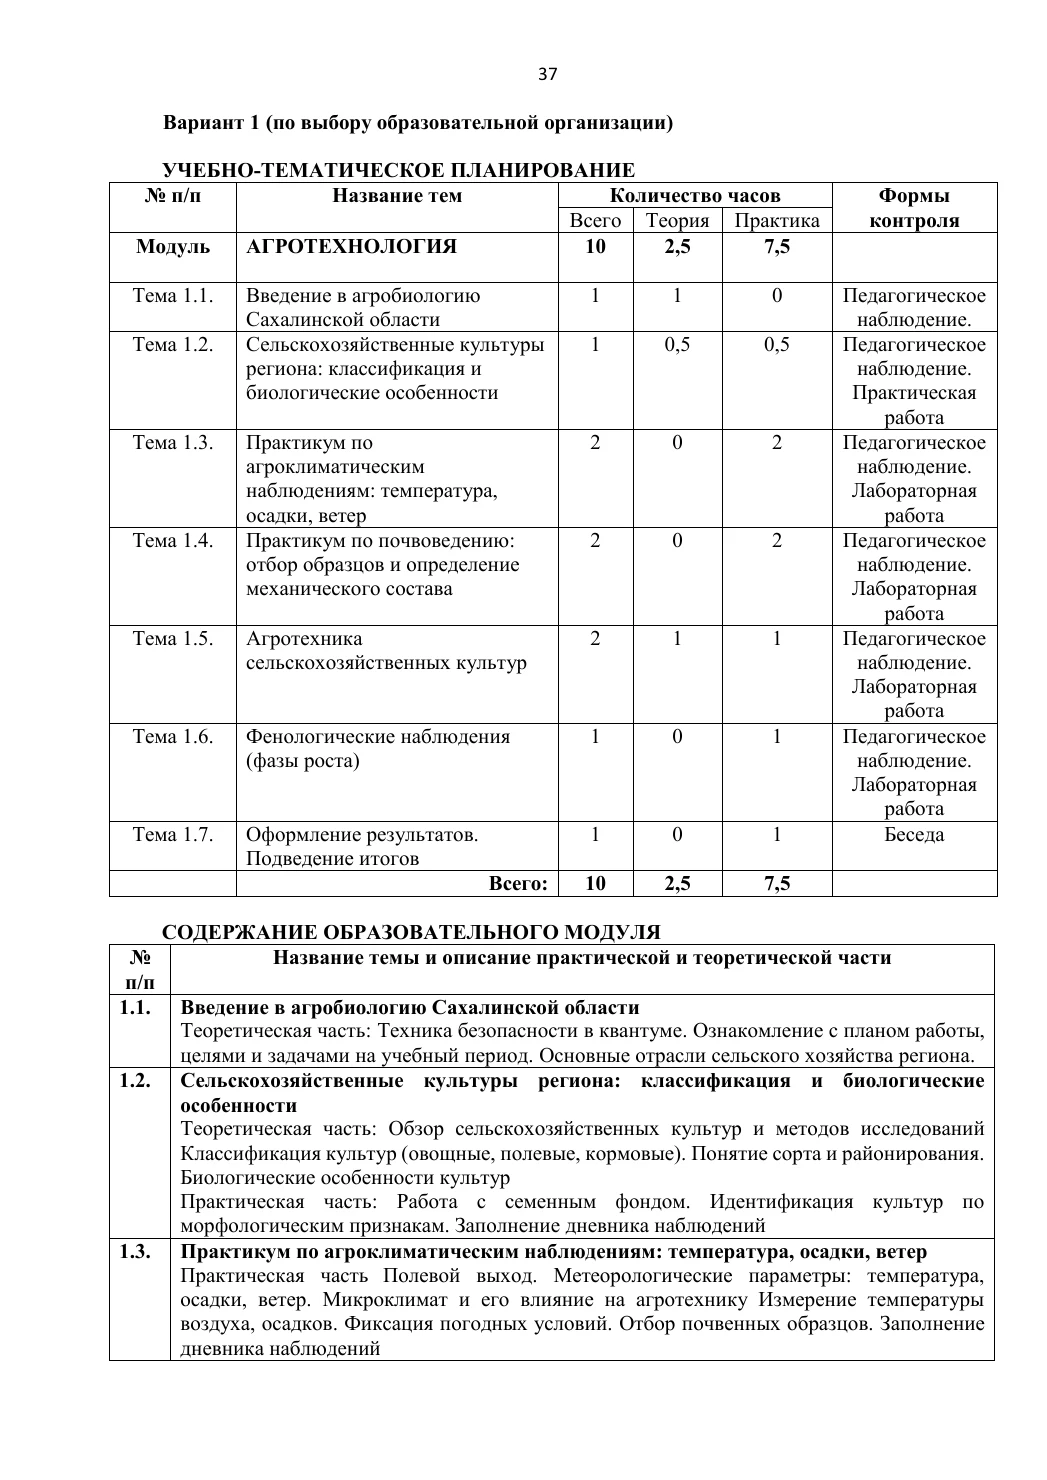 37
Вариант 1 (по выбору образовательной организации)
УЧЕБНО-ТЕМАТИЧЕСКОЕ ПЛАНИРОВАНИЕ
№ п/п Название тем Количество часов Формы
Всего Теория Практика контроля
Модуль АГРОТЕХНОЛОГИЯ 10 2,5 7,5
Тема 1.1. Введение в агробиологию 1 1 0 Педагогическое
Сахалинской области наблюдение.
Тема 1.2. Сельскохозяйственные культуры 1 0,5 0,5 Педагогическое
региона: классификация и наблюдение.
биологические особенности Практическая
работа
Тема 1.3. Практикум по 2 0 2 Педагогическое
агроклиматическим наблюдение.
наблюдениям: температура, Лабораторная
осадки, ветер работа
Тема 1.4. Практикум по почвоведению: 2 0 2 Педагогическое
отбор образцов и определение наблюдение.
механического состава Лабораторная
работа
Тема 1.5. Агротехника 2 1 1 Педагогическое
сельскохозяйственных культур наблюдение.
Лабораторная
работа
Тема 1.6. Фенологические наблюдения 1 0 1 Педагогическое
(фазы роста) наблюдение.
Лабораторная
работа
Тема 1.7. Оформление результатов. 1 0 1 Беседа
Подведение итогов
Всего: 10 2,5 7,5
СОДЕРЖАНИЕ ОБРАЗОВАТЕЛЬНОГО МОДУЛЯ
№ Название темы и описание практической и теоретической части
п/п
1.1. Введение в агробиологию Сахалинской области
Теоретическая часть: Техника безопасности в квантуме. Ознакомление с планом работы,
целями и задачами на учебный период. Основные отрасли сельского хозяйства региона.
1.2. Сельскохозяйственные культуры региона: классификация и биологические
особенности
Теоретическая часть: Обзор сельскохозяйственных культур и методов исследований
Классификация культур (овощные, полевые, кормовые). Понятие сорта и районирования.
Биологические особенности культур
Практическая часть: Работа с семенным фондом. Идентификация культур по
морфологическим признакам. Заполнение дневника наблюдений
1.3. Практикум по агроклиматическим наблюдениям: температура, осадки, ветер
Практическая часть Полевой выход. Метеорологические параметры: температура,
осадки, ветер. Микроклимат и его влияние на агротехнику Измерение температуры
воздуха, осадков. Фиксация погодных условий. Отбор почвенных образцов. Заполнение
дневника наблюдений